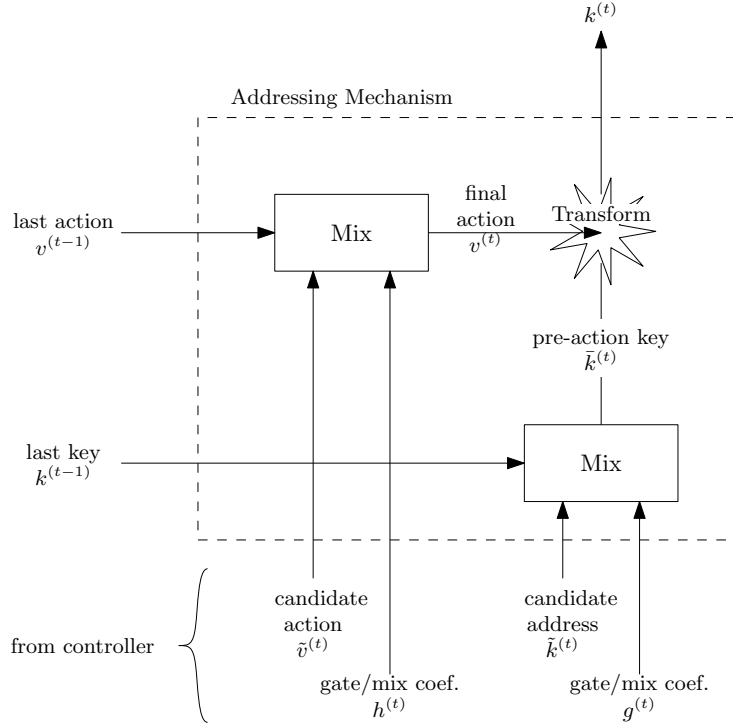 k^(t)
Addressing Mechanism
last action
v^(t−1)
Mix
final
action
v^(t)
Transform
pre-action key
k̄^(t)
last key
k^(t−1)
Mix
candidate
action
ṽ^(t)
candidate
address
k̃^(t)
from controller
gate/mix coef.
h^(t)
gate/mix coef.
g^(t)